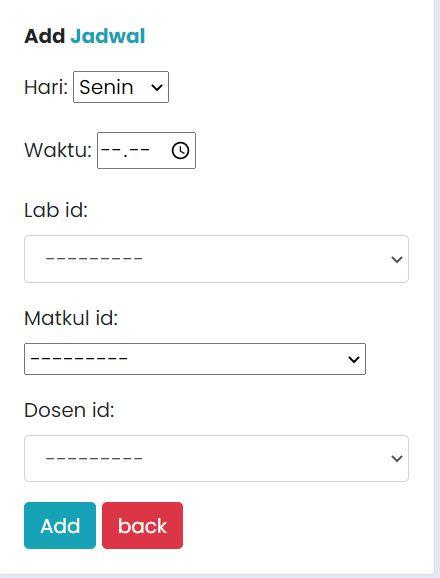 Add Jadwal
Hari: Senin
Waktu: --.--
Lab id:
---------
Matkul id:
---------
Dosen id:
---------
Add back